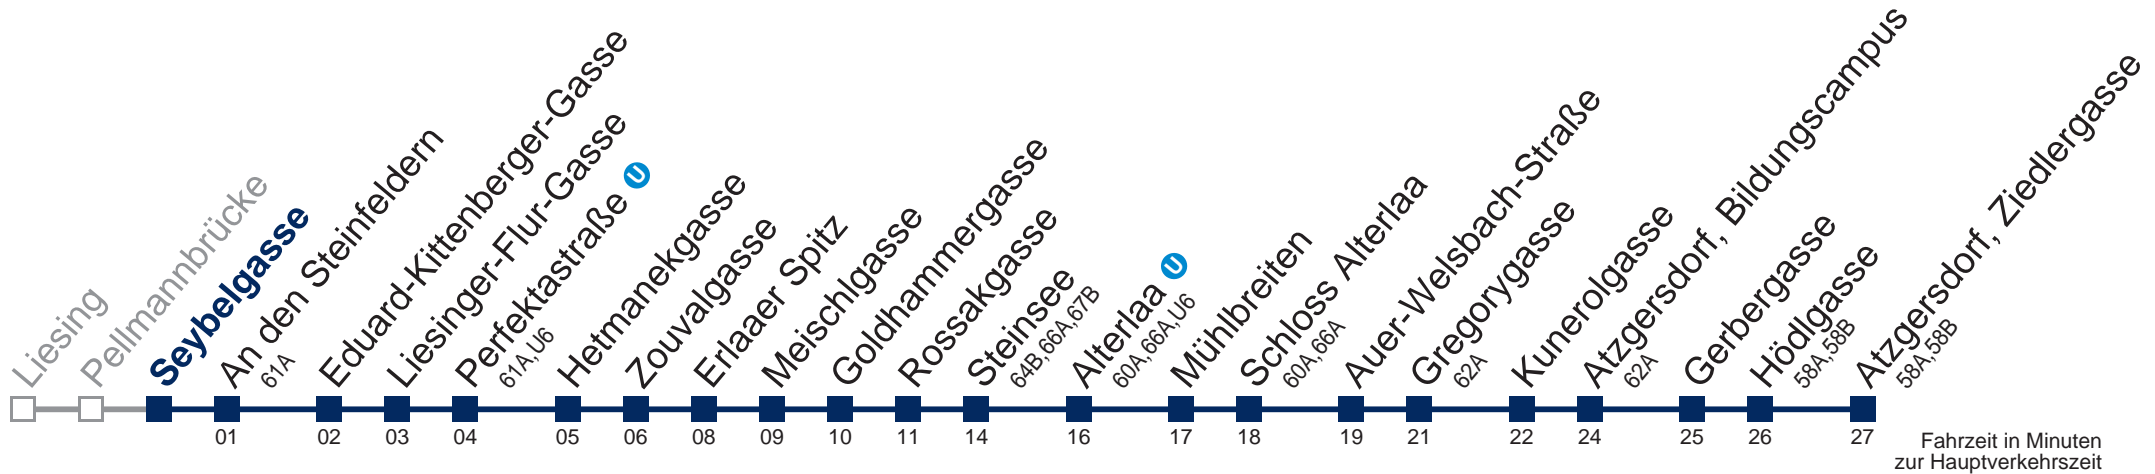 Liesing
Pellmannbrücke
Seybelgasse
An den Steinfeldern
61A
Eduard-Kittenberger-Gasse
Liesinger-Flur-Gasse
Perfektastraße U
61A,U6
Hetmanekgasse
Zouvalgasse
Erlaaer Spitz
Meischlgasse
Goldhammergasse
Rossakgasse
Steinsee
64B,66A,67B
Alterlaa U
60A,66A,U6
Mühlbreiten
Schloss Alterlaa
60A,66A
Auer-Welsbach-Straße
Gregorygasse
62A
Kunerolgasse
Atzgersdorf, Bildungscampus
62A
Gerbergasse
Hödlgasse
58A,58B
Atzgersdorf, Ziedlergasse
58A,58B
01 02 03 04 05 06 08 09 10 11 14 16 17 18 19 21 22 24 25 26 27
Fahrzeit in Minuten
zur Hauptverkehrszeit